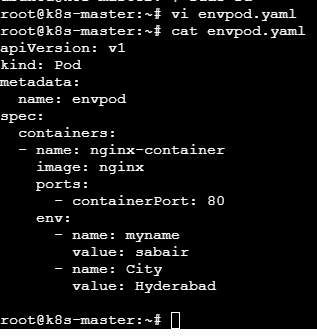 root@k8s-master:~# vi envpod.yaml
root@k8s-master:~# cat envpod.yaml
apiVersion: v1
kind: Pod
metadata:
  name: envpod
spec:
  containers:
  - name: nginx-container
    image: nginx
    ports:
      - containerPort: 80
    env:
      - name: myname
        value: sabair
      - name: City
        value: Hyderabad

root@k8s-master:~#